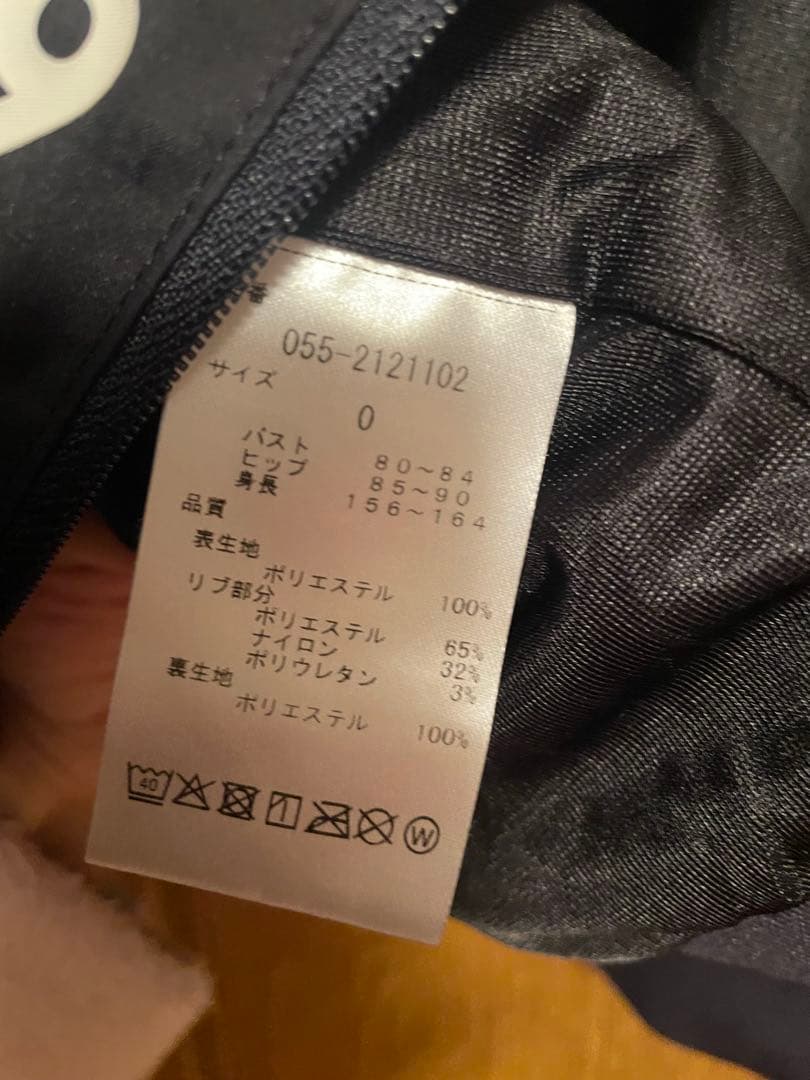 番
055-2121102
サイズ
0
バスト 80～84
ヒップ 85～90
身長 156～164
品質
表生地
ポリエステル 100%
リブ部分
ポリエステル 65%
ナイロン 32%
ポリウレタン 3%
裏生地
ポリエステル 100%
40
W